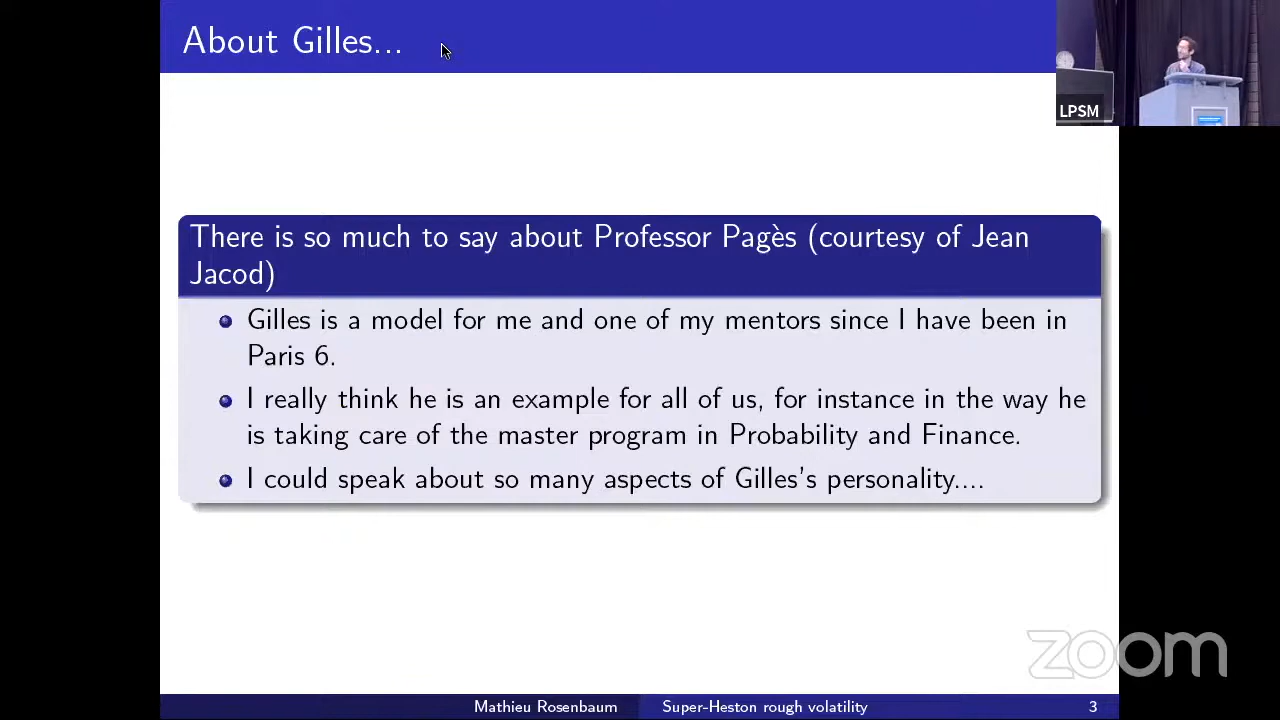 About Gilles...
LPSM
There is so much to say about Professor Pagès (courtesy of Jean
Jacod)
Gilles is a model for me and one of my mentors since I have been in
Paris 6.
I really think he is an example for all of us, for instance in the way he
is taking care of the master program in Probability and Finance.
I could speak about so many aspects of Gilles's personality....
zoom
Mathieu Rosenbaum Super-Heston rough volatility 3